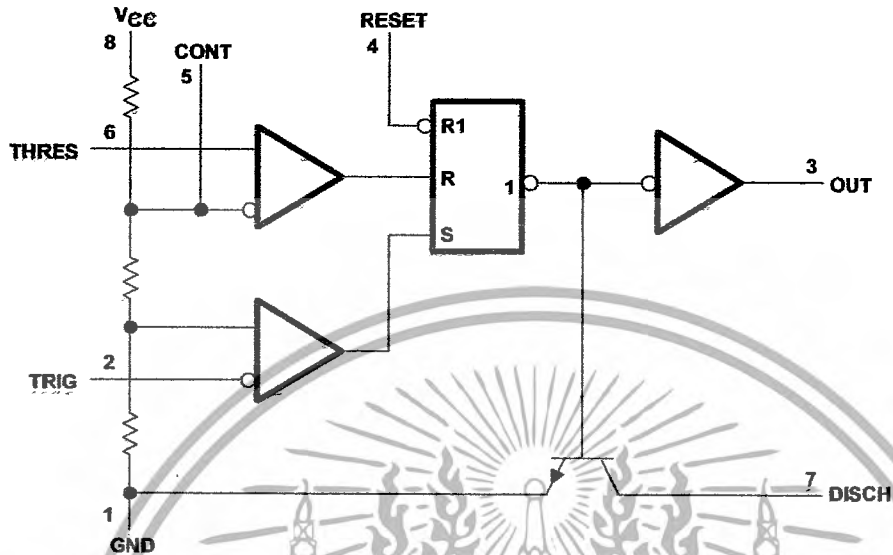 VCC
8
CONT
5
RESET
4
6
THRES
R1
R
1
S
3
OUT
2
TRIG
7
DISCH
1
GND